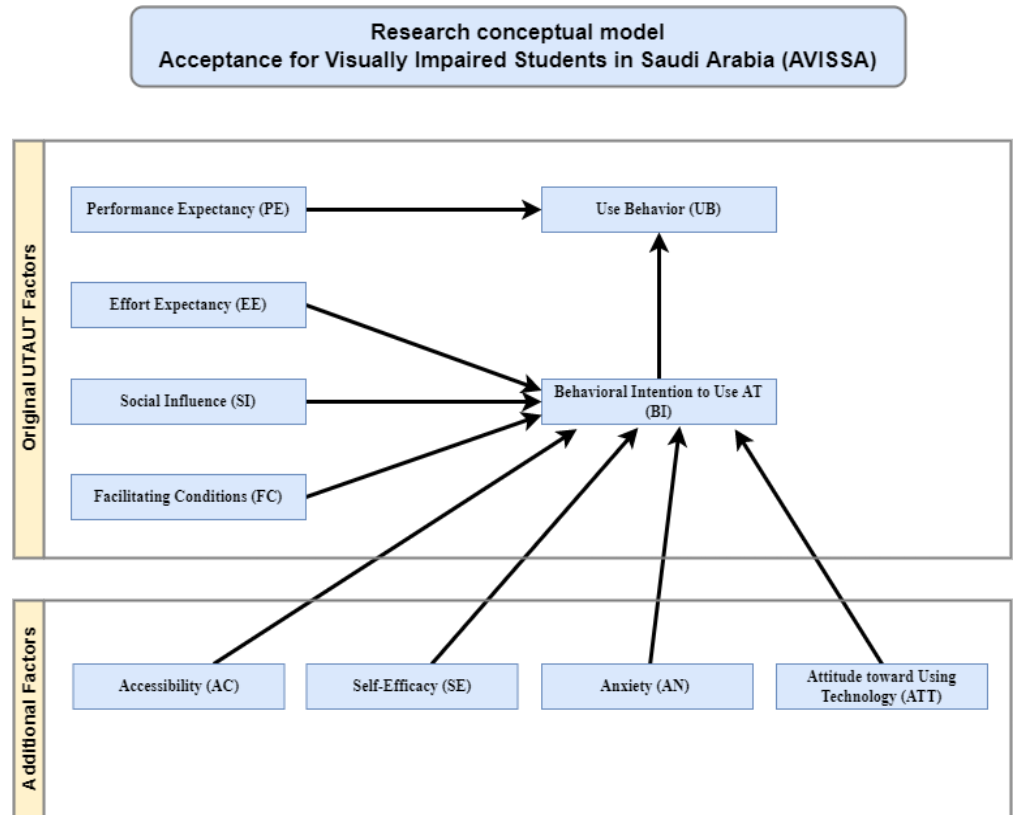 Research conceptual model
Acceptance for Visually Impaired Students in Saudi Arabia (AVISSA)
Original UTAUT Factors
Performance Expectancy (PE)
Use Behavior (UB)
Effort Expectancy (EE)
Social Influence (SI)
Behavioral Intention to Use AT
(BI)
Facilitating Conditions (FC)
Additional Factors
Accessibility (AC)
Self-Efficacy (SE)
Anxiety (AN)
Attitude toward Using
Technology (ATT)